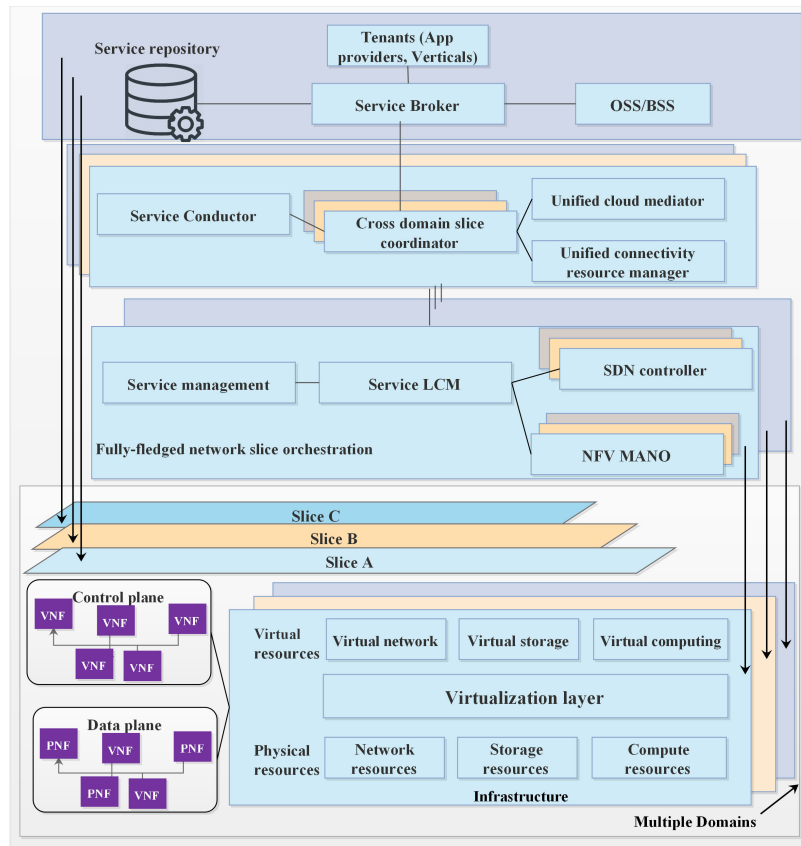 Service repository
Tenants (App
providers, Verticals)
Service Broker
OSS/BSS
Service Conductor
Cross domain slice
coordinator
Unified cloud mediator
Unified connectivity
resource manager
Service management
Service LCM
SDN controller
NFV MANO
Fully-fledged network slice orchestration
Slice C
Slice B
Slice A
Control plane
VNF
VNF
VNF
VNF
VNF
Data plane
PNF
VNF
PNF
PNF
VNF
Virtual
resources
Virtual network
Virtual storage
Virtual computing
Virtualization layer
Physical
resources
Network
resources
Storage
resources
Compute
resources
Infrastructure
Multiple Domains